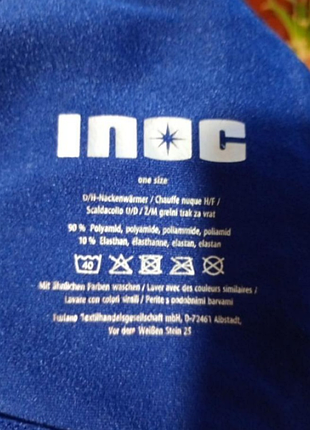 INOC
one size
D/H-Nackenwärmer / Chauffe nuque H/F /
Scaldacollo U/D / Ž/M grelni trak za vrat
90 % Polyamid, polyamide, poliammide, poliamid
10 % Elasthan, élasthanne, elastan, elastan
40
Mit ähnlichen Farben waschen / Laver avec des couleurs similaires /
Lavare con colori simili / Perite s podobnimi barvami
Textilhandelsgesellschaft mbH, D-72461 Albstadt,
Vor dem Weißen Stein 25